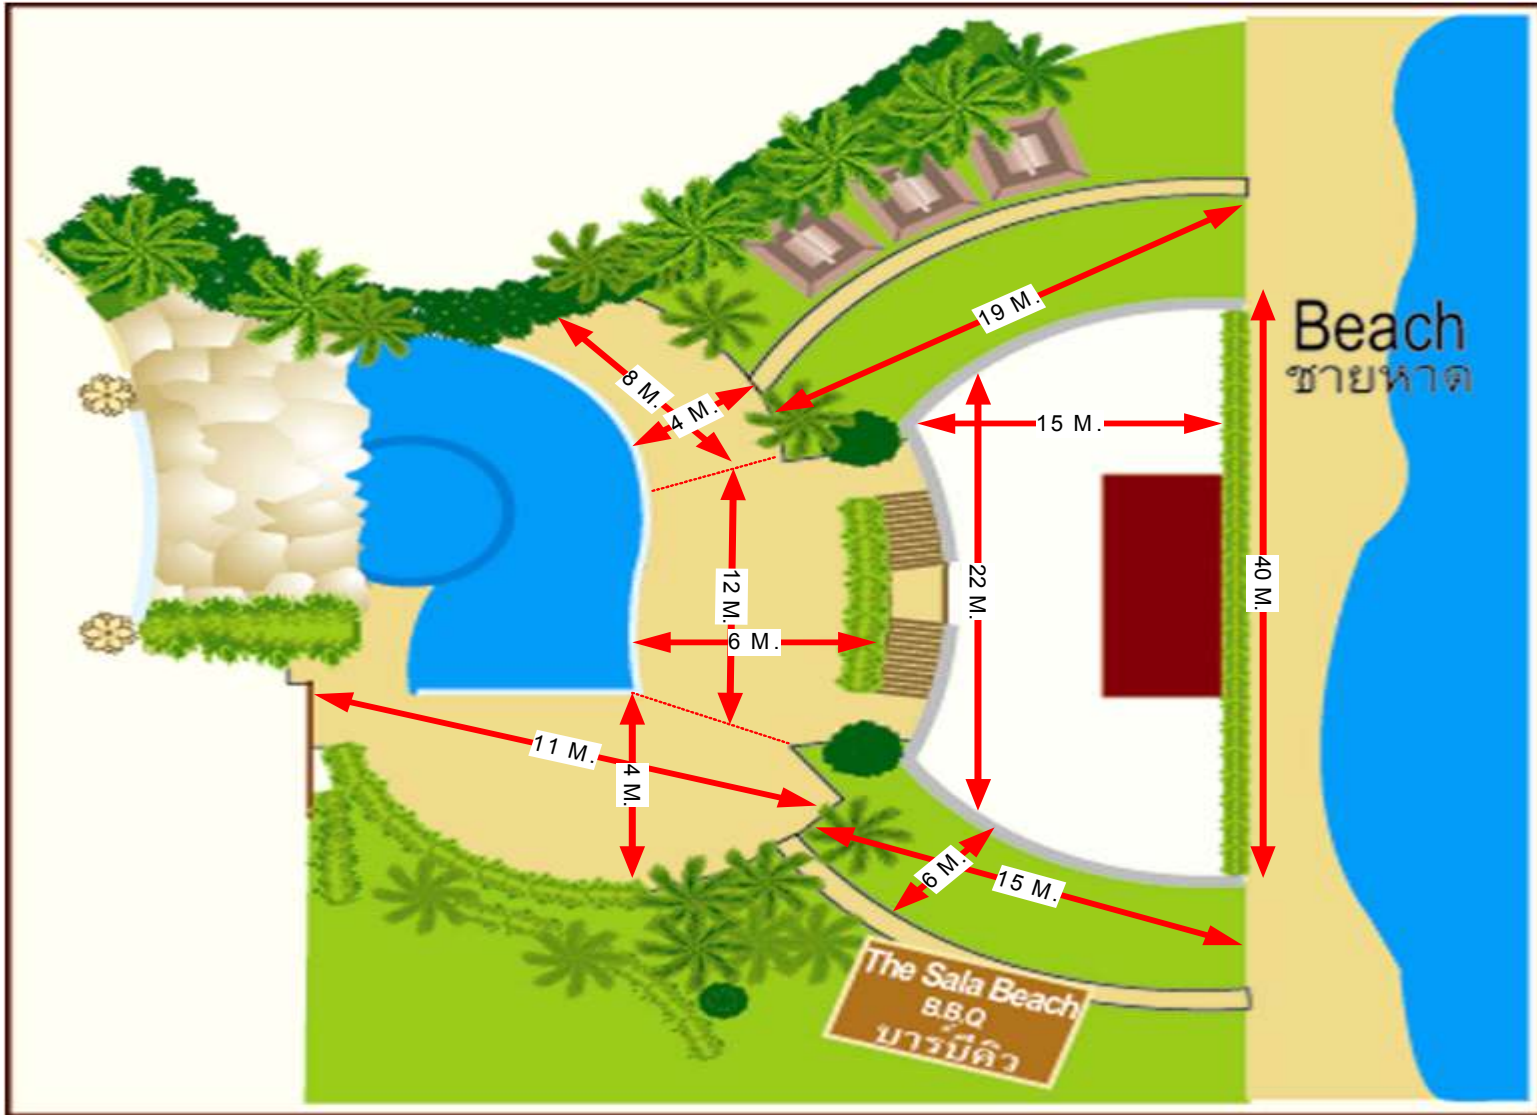 19 M.
Beach
ชายหาด
8 M.
4 M.
15 M.
12 M.
22 M.
40 M.
6 M.
11 M.
4 M.
6 M.
15 M.
The Sala Beach
B.B.Q
บาร์บีคิว